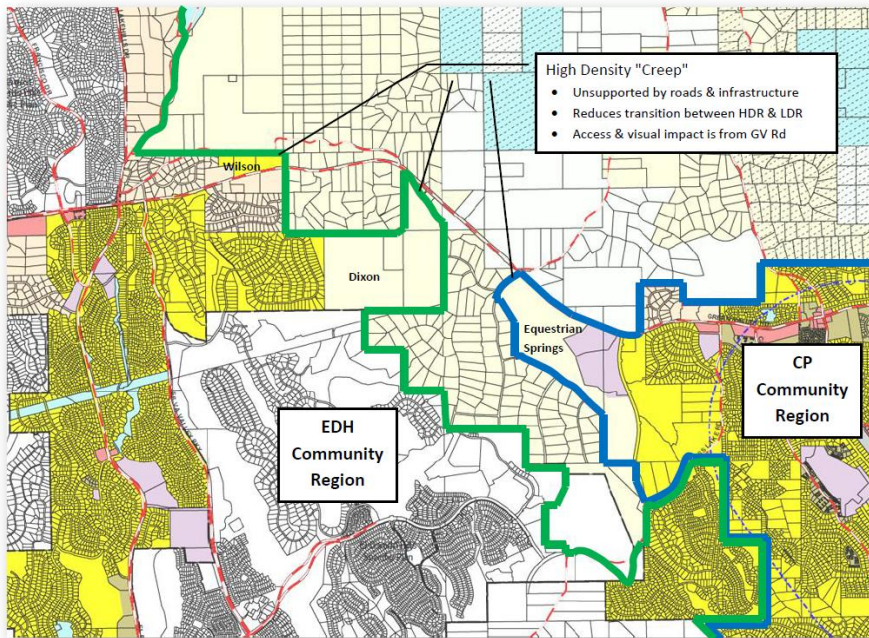 High Density "Creep"
• Unsupported by roads & infrastructure
• Reduces transition between HDR & LDR
• Access & visual impact is from GV Rd
Wilson
Dixon
Equestrian
Springs
CP
Community
Region
EDH
Community
Region